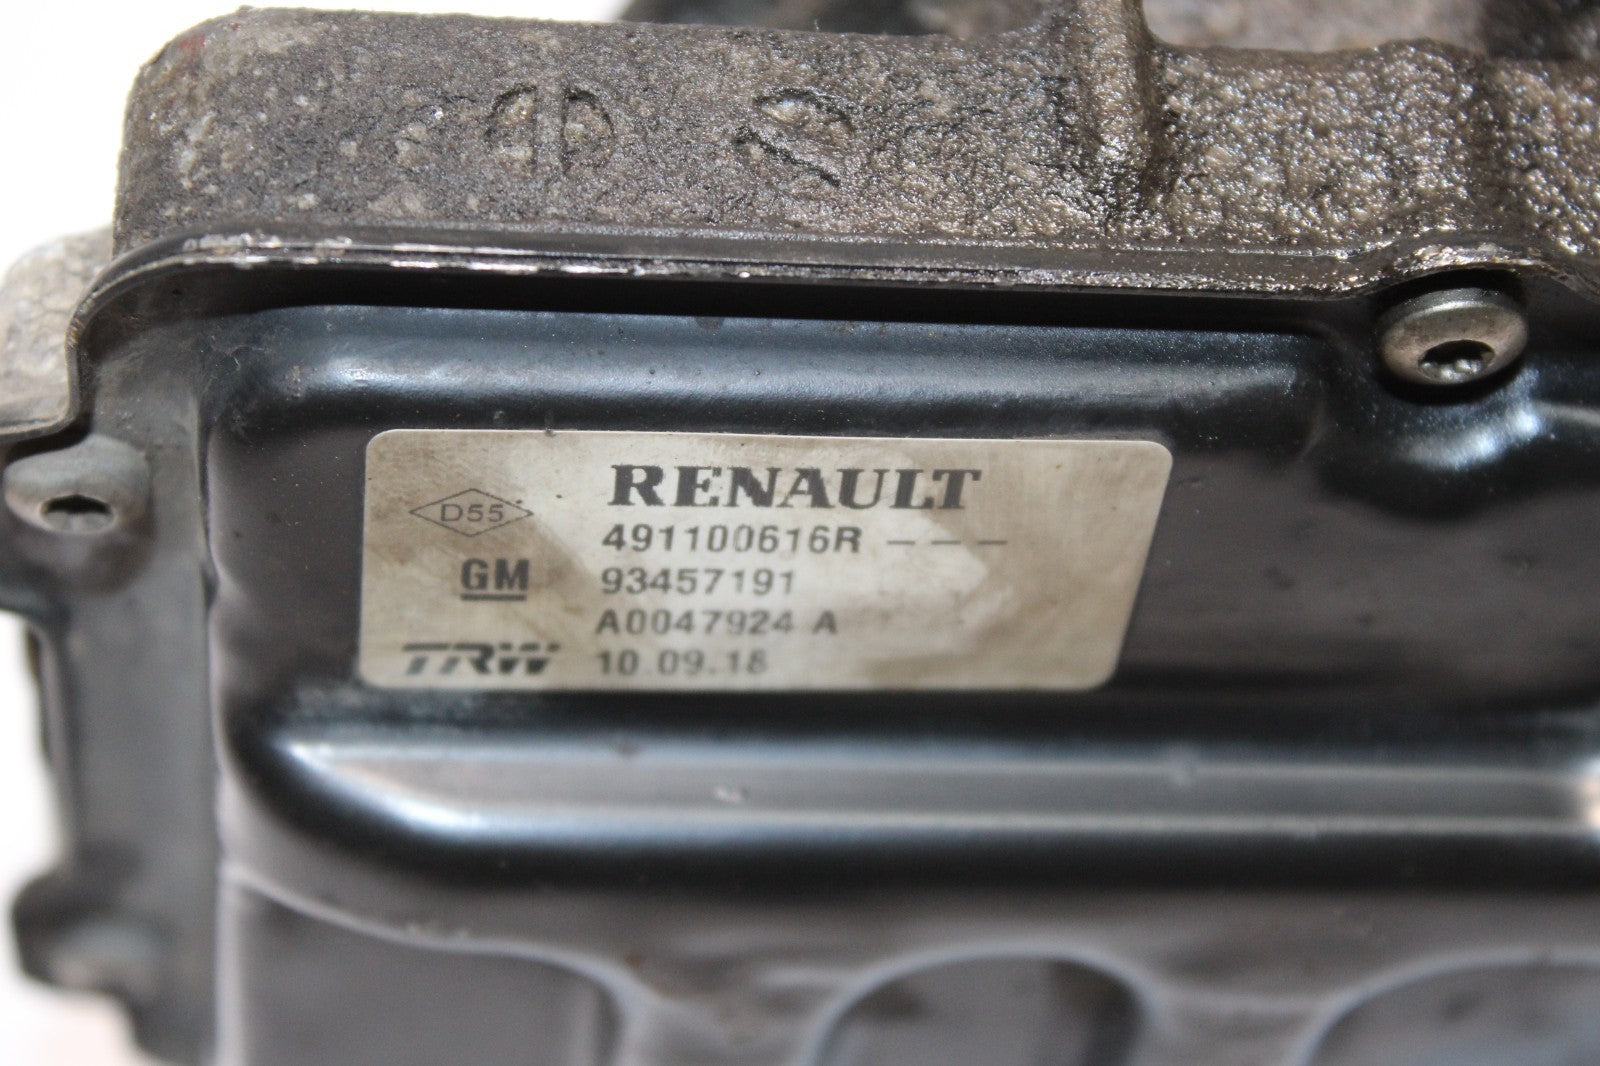 RENAULT
D55
491100616R ---
GM 93457191
A0047924 A
TRW 10.09.18